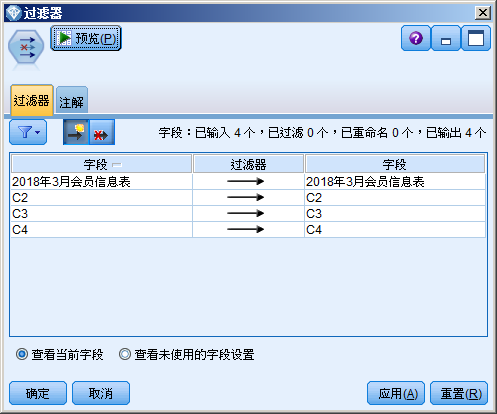 过滤器
预览(P)
过滤器 注解
字段：已输入 4 个，已过滤 0 个，已重命名 0 个，已输出 4 个
字段 过滤器 字段
2018年3月会员信息表 2018年3月会员信息表
C2 C2
C3 C3
C4 C4
查看当前字段 查看未使用的字段设置
确定 取消 应用(A) 重置(R)